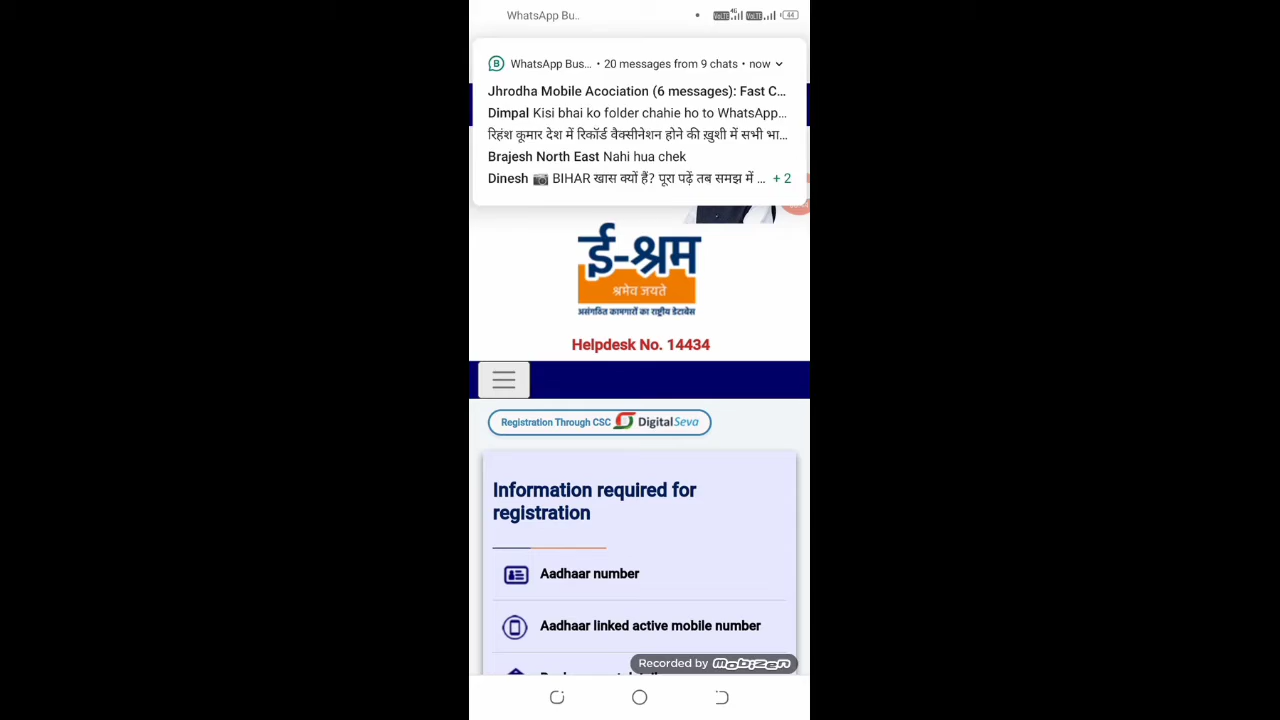 WhatsApp Bu..
44
WhatsApp Bus... • 20 messages from 9 chats • now
Jhrodha Mobile Acociation (6 messages): Fast C...
Dimpal Kisi bhai ko folder chahie ho to WhatsApp...
रिहंश कूमार देश में रिकॉर्ड वैक्सीनेशन होने की ख़ुशी में सभी भा...
Brajesh North East Nahi hua chek
Dinesh BIHAR खास क्यों हैं? पूरा पढ़ें तब समझ में ... + 2
ई-श्रम
श्रमेव जयते
असंगठित कामगारों का राष्ट्रीय डेटाबेस
Helpdesk No. 14434
Registration Through CSC DigitalSeva
Information required for
registration
Aadhaar number
Aadhaar linked active mobile number
Recorded by mobizen